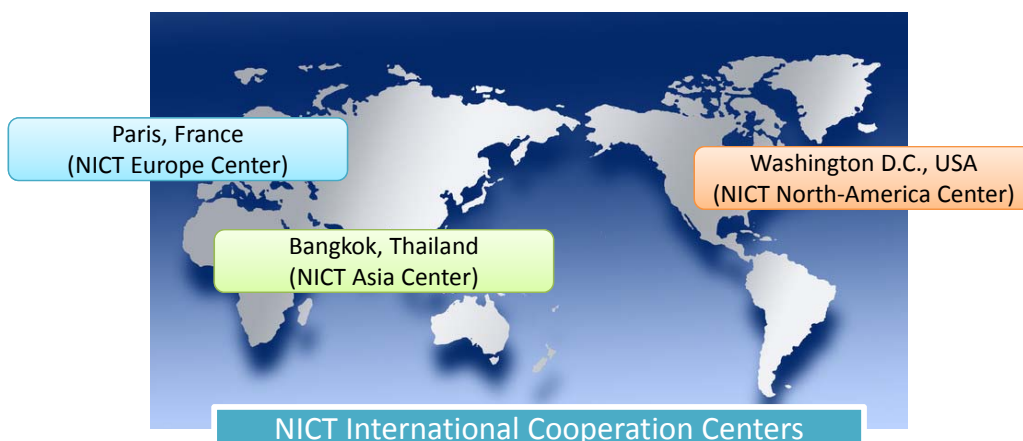 Paris, France
(NICT Europe Center)
Washington D.C., USA
(NICT North-America Center)
Bangkok, Thailand
(NICT Asia Center)
NICT International Cooperation Centers